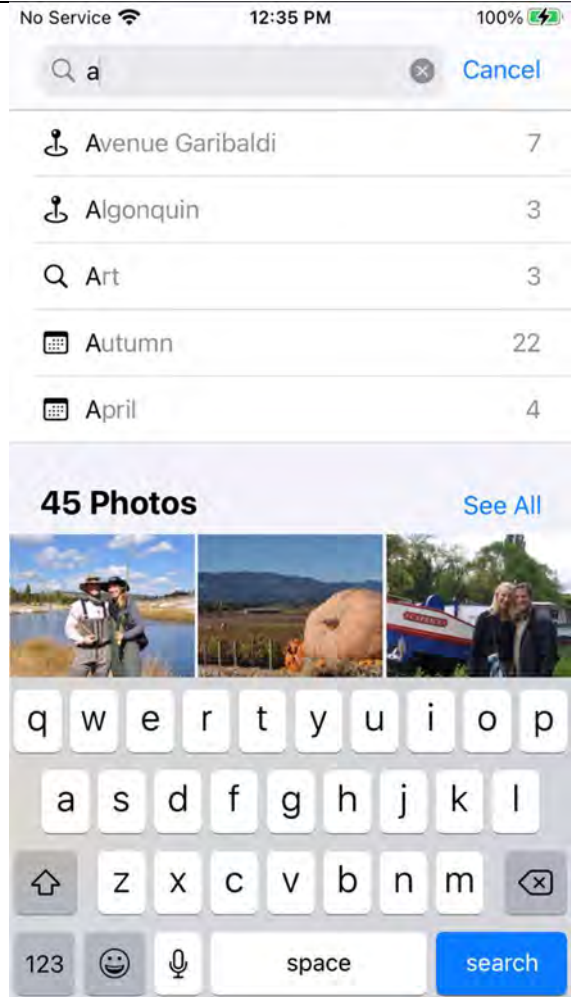 No Service 12:35 PM 100%
a Cancel
Avenue Garibaldi 7
Algonquin 3
Art 3
Autumn 22
April 4
45 Photos See All
q w e r t y u i o p
a s d f g h j k l
z x c v b n m
123 space search